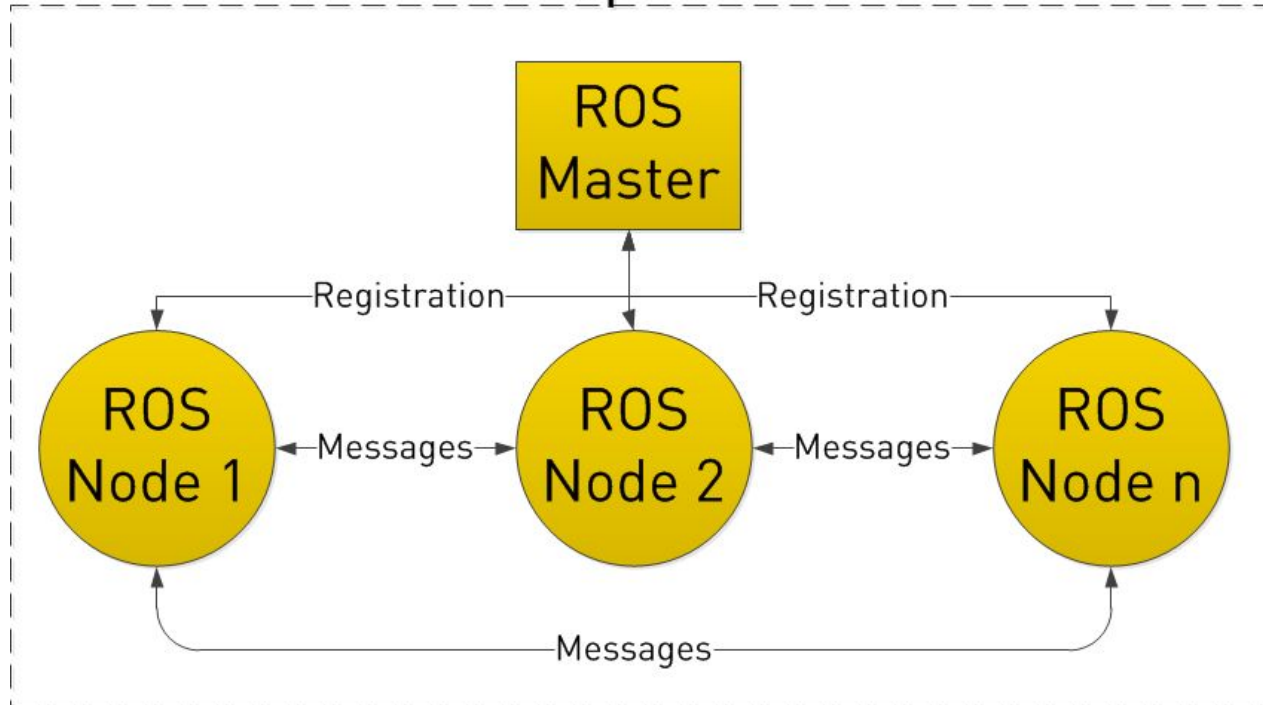 ROS
Master
Registration
Registration
ROS
Node 1
Messages
ROS
Node 2
Messages
ROS
Node n
Messages